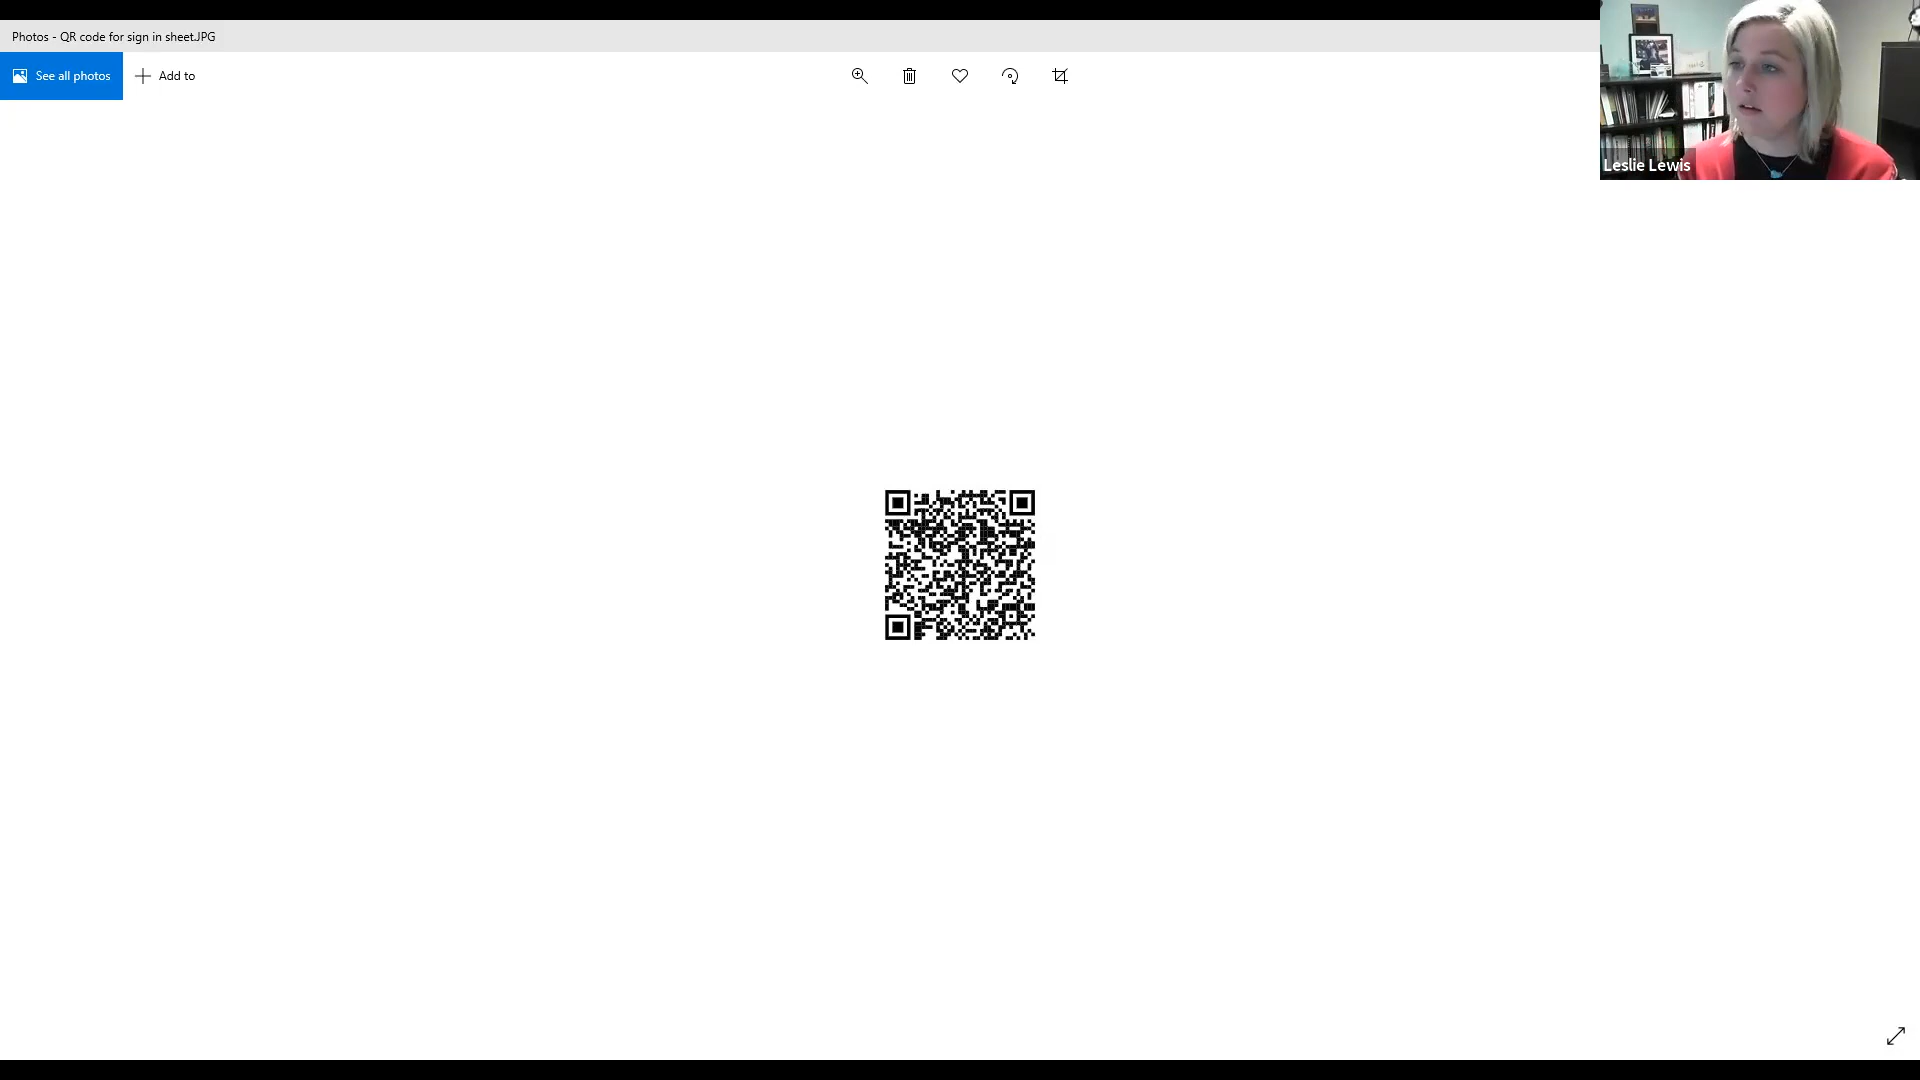 Photos - QR code for sign in sheet.JPG
See all photos
Add to
Leslie Lewis